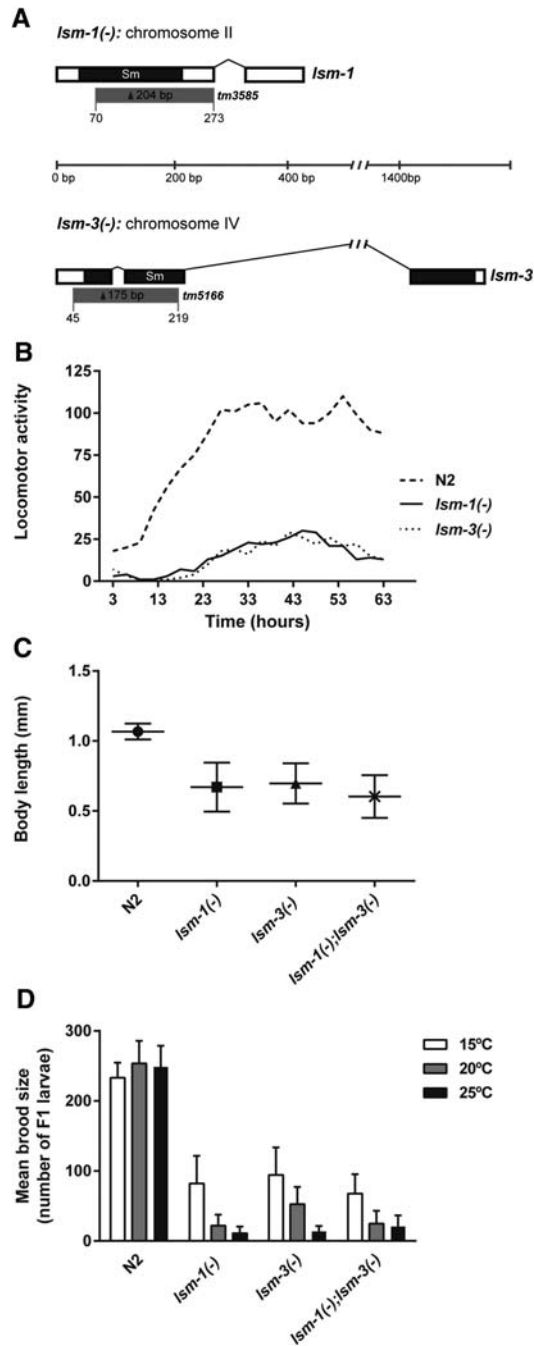 A
lsm-1(-): chromosome II
Sm
lsm-1
▲204 bp
tm3585
70
273
0 bp
200 bp
400 bp
1400bp
lsm-3(-): chromosome IV
Sm
lsm-3
▲175 bp
tm5166
45
219
B
Locomotor activity
125
100
75
50
25
0
3
13
23
33
43
53
63
Time (hours)
N2
lsm-1(-)
lsm-3(-)
C
Body length (mm)
1.5
1.0
0.5
0.0
N2
lsm-1(-)
lsm-3(-)
lsm-1(-);lsm-3(-)
D
Mean brood size
(number of F1 larvae)
300
200
100
0
N2
lsm-1(-)
lsm-3(-)
lsm-1(-);lsm-3(-)
15ºC
20ºC
25ºC